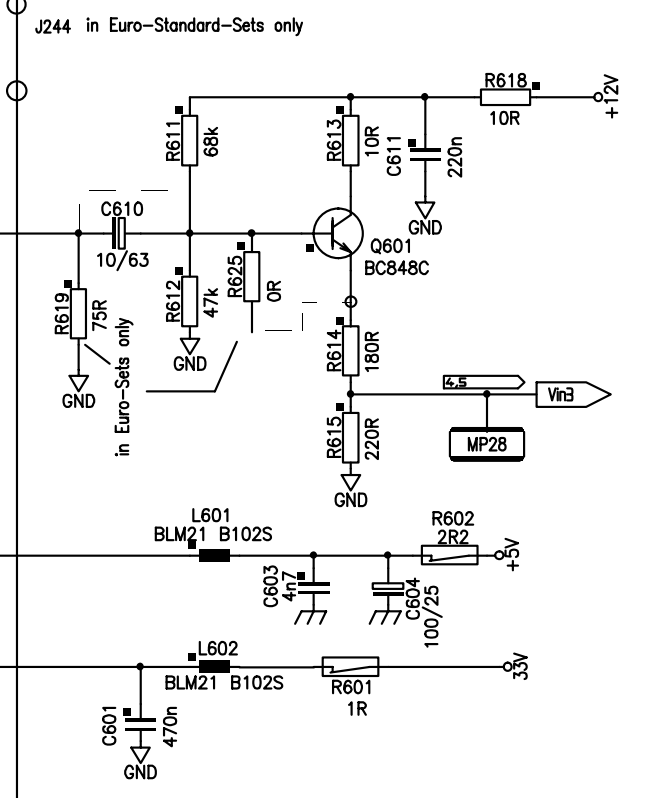 J244 in Euro-Standard-Sets only
R618
10R
+12V
R611
68k
R613
10R
C611
220n
GND
C610
10/63
Q601
BC848C
R619
75R
in Euro-Sets only
R612
47k
R625
0R
GND
GND
R614
180R
4.5
Vin3
MP28
R615
220R
GND
L601
BLM21 B102S
R602
2R2
+5V
C603
4n7
C604
100/25
L602
BLM21 B102S
R601
1R
33V
C601
470n
GND